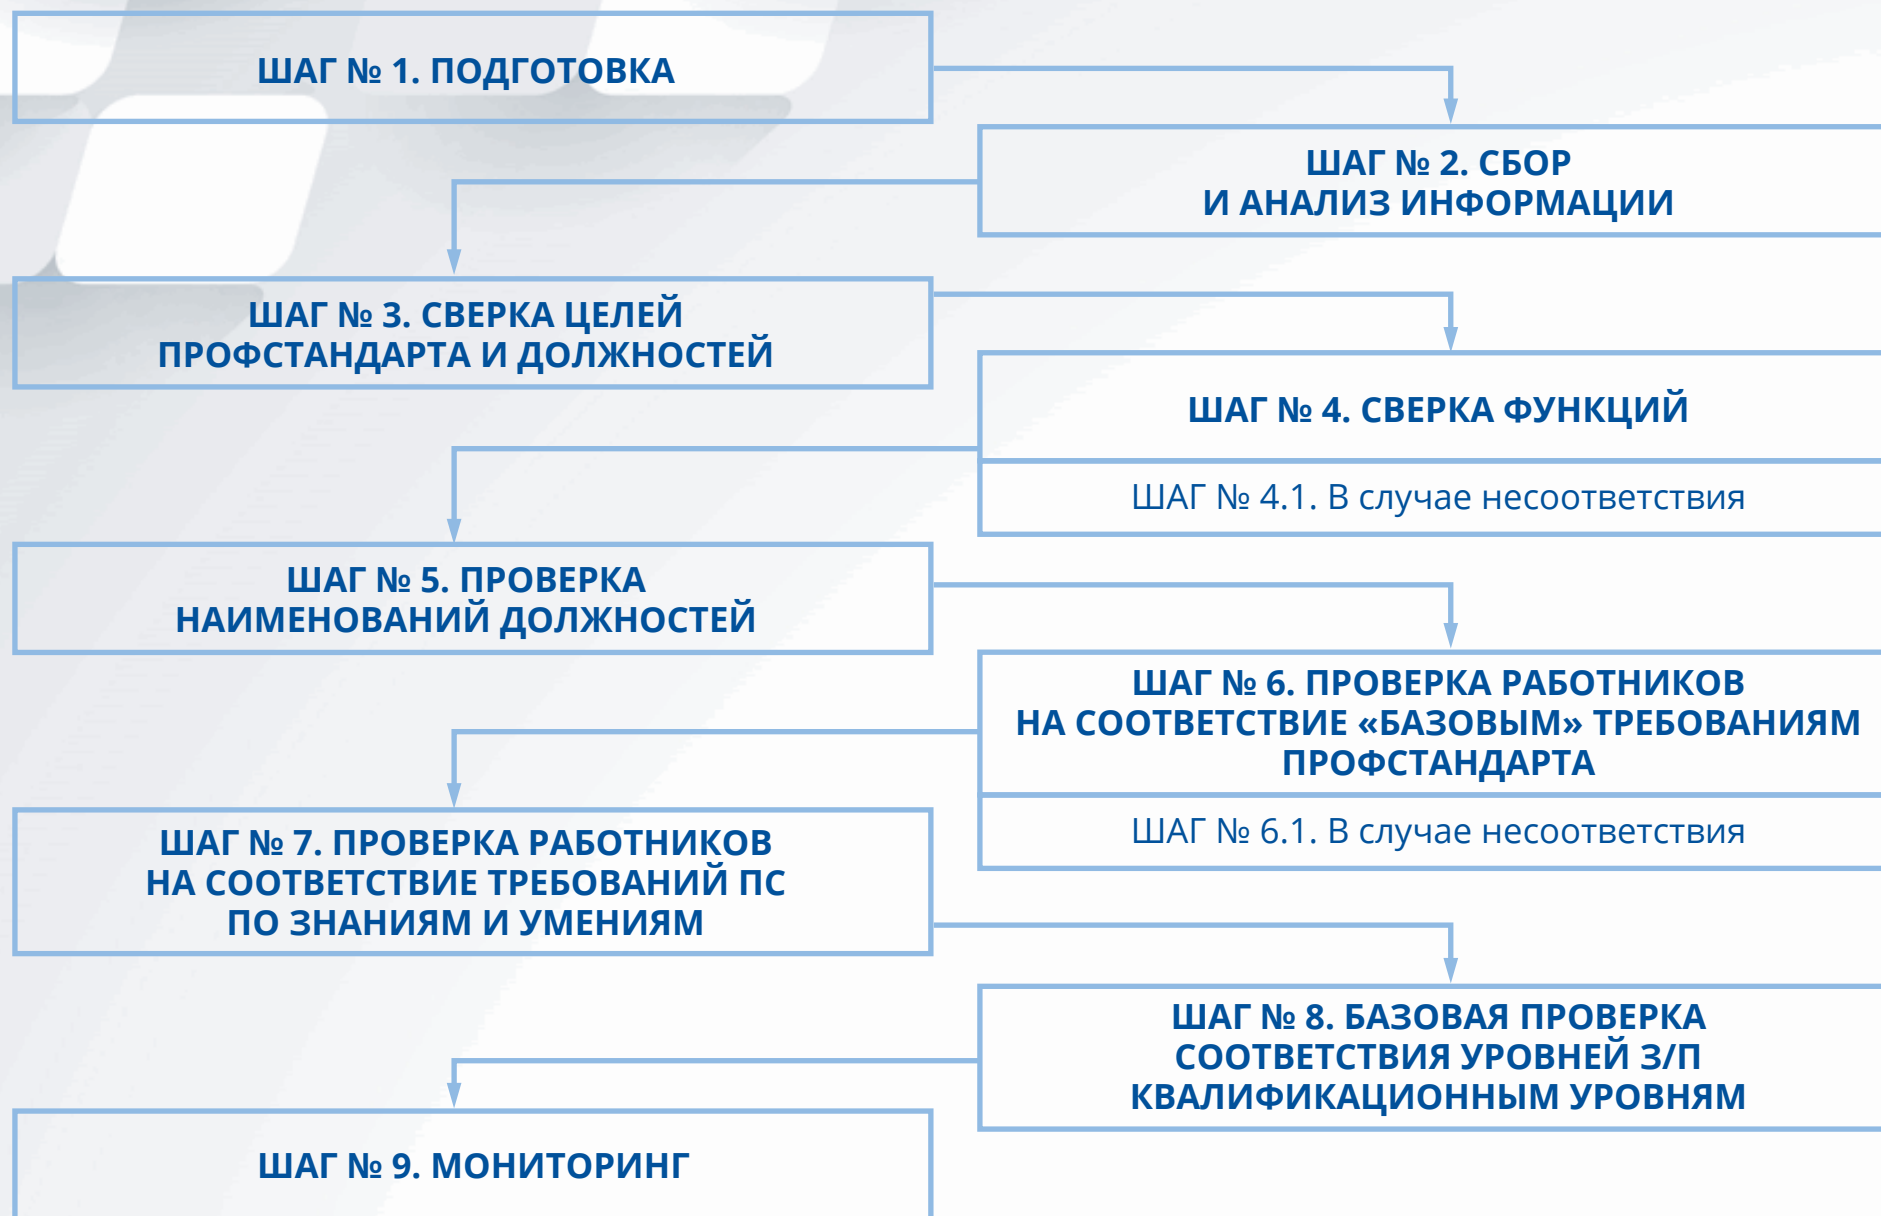 ШАГ № 1. ПОДГОТОВКА
ШАГ № 2. СБОР
И АНАЛИЗ ИНФОРМАЦИИ
ШАГ № 3. СВЕРКА ЦЕЛЕЙ
ПРОФСТАНДАРТА И ДОЛЖНОСТЕЙ
ШАГ № 4. СВЕРКА ФУНКЦИЙ
ШАГ № 4.1. В случае несоответствия
ШАГ № 5. ПРОВЕРКА
НАИМЕНОВАНИЙ ДОЛЖНОСТЕЙ
ШАГ № 6. ПРОВЕРКА РАБОТНИКОВ
НА СООТВЕТСТВИЕ «БАЗОВЫМ» ТРЕБОВАНИЯМ
ПРОФСТАНДАРТА
ШАГ № 6.1. В случае несоответствия
ШАГ № 7. ПРОВЕРКА РАБОТНИКОВ
НА СООТВЕТСТВИЕ ТРЕБОВАНИЙ ПС
ПО ЗНАНИЯМ И УМЕНИЯМ
ШАГ № 8. БАЗОВАЯ ПРОВЕРКА
СООТВЕТСТВИЯ УРОВНЕЙ З/П
КВАЛИФИКАЦИОННЫМ УРОВНЯМ
ШАГ № 9. МОНИТОРИНГ